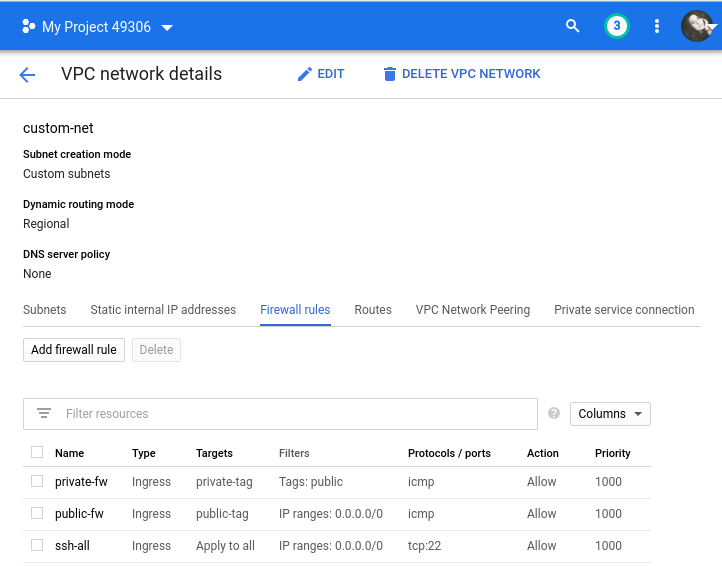 My Project 49306
3
VPC network details
EDIT
DELETE VPC NETWORK
custom-net
Subnet creation mode
Custom subnets
Dynamic routing mode
Regional
DNS server policy
None
Subnets Static internal IP addresses Firewall rules Routes VPC Network Peering Private service connection
Add firewall rule Delete
Filter resources ? Columns
Name Type Targets Filters Protocols / ports Action Priority
private-fw Ingress private-tag Tags: public icmp Allow 1000
public-fw Ingress public-tag IP ranges: 0.0.0.0/0 icmp Allow 1000
ssh-all Ingress Apply to all IP ranges: 0.0.0.0/0 tcp:22 Allow 1000